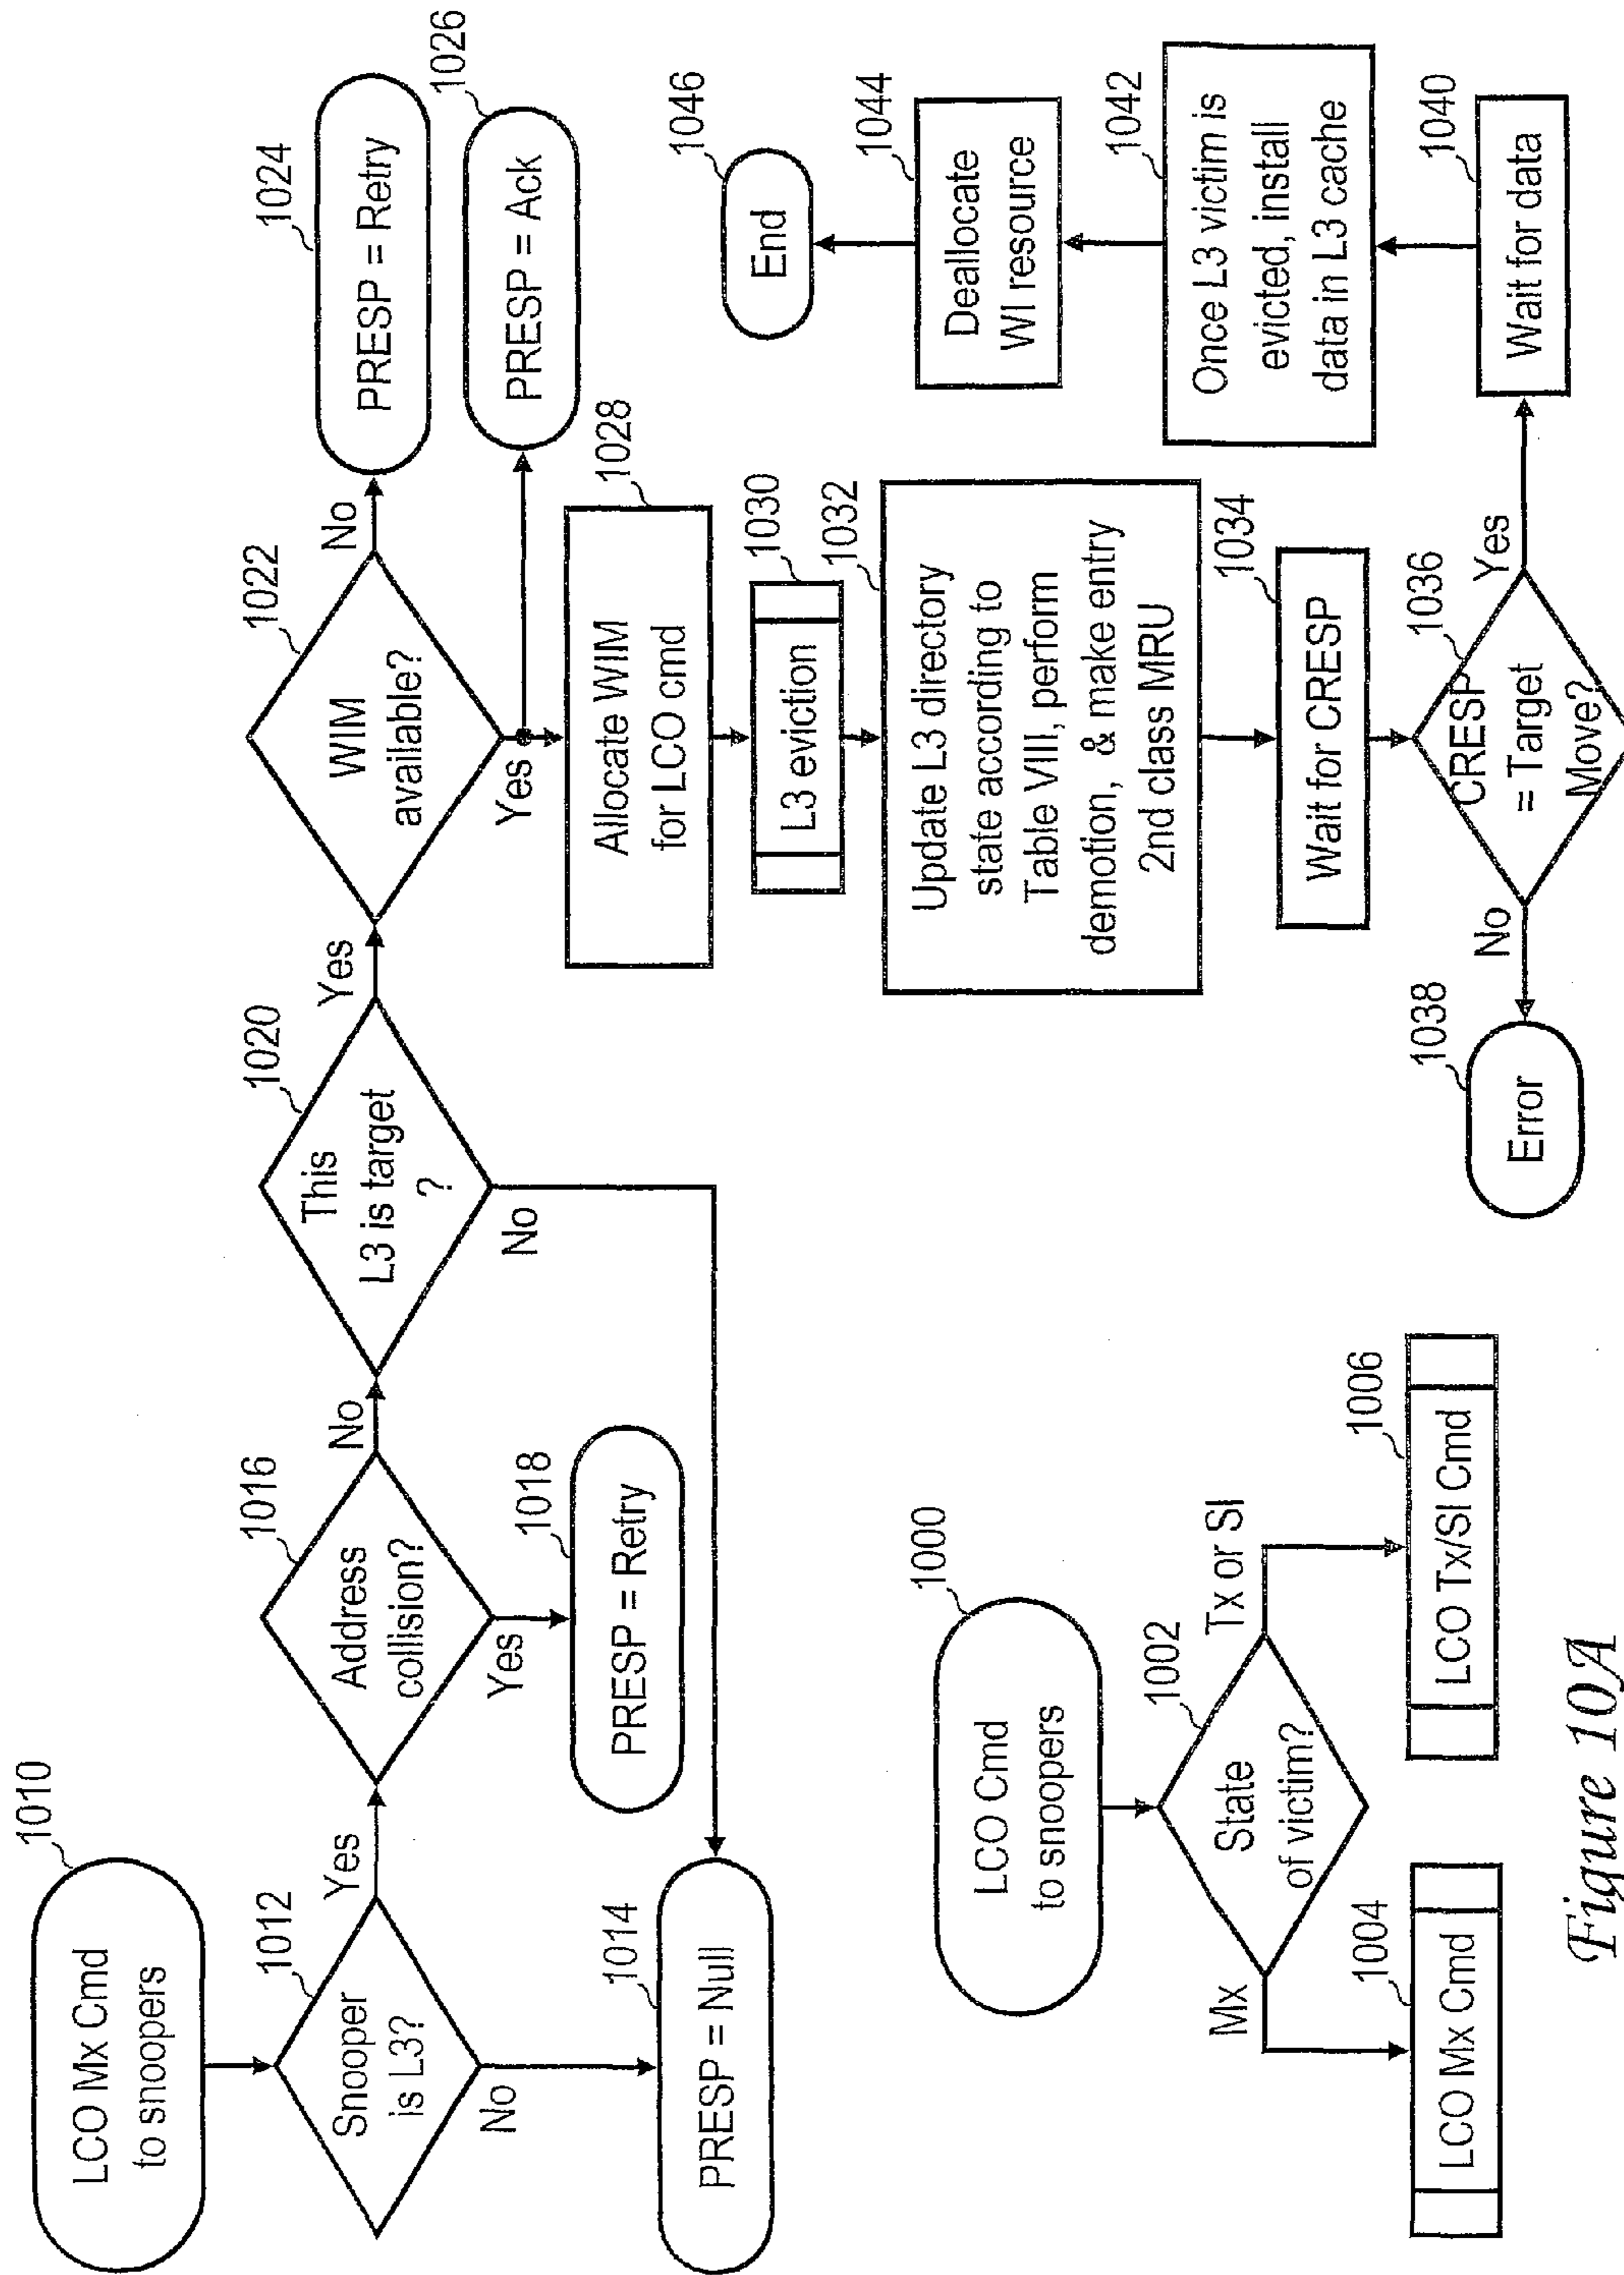 1010
LCO Mx Cmd
to snoopers
1012
Snooper
is L3?
Yes
No
1014
PRESP = Null
1016
Address
collision?
No
Yes
1018
PRESP = Retry
1020
This
L3 is target
?
Yes
No
1022
WIM
available?
No
Yes
1024
PRESP = Retry
1026
PRESP = Ack
1028
Allocate WIM
for LCO cmd
1030
L3 eviction
1032
Update L3 directory
state according to
Table VIII, perform
demotion, & make entry
2nd class MRU
1034
Wait for CRESP
1036
CRESP
= Target
Move?
No
Yes
1038
Error
1040
Wait for data
1042
Once L3 victim is
evicted, install
data in L3 cache
1044
Deallocate
WI resource
1046
End
1000
LCO Cmd
to snoopers
1002
State
of victim?
Mx
Tx or SI
1004
LCO Mx Cmd
1006
LCO Tx/SI Cmd
Figure 10A